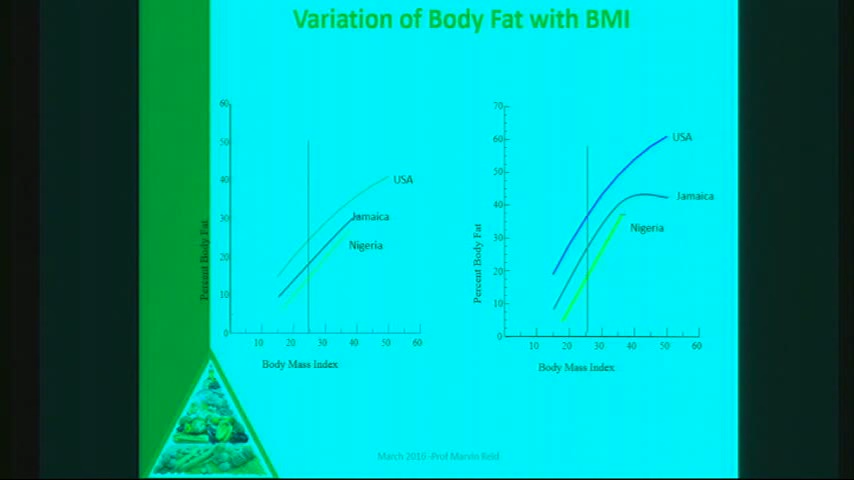 Variation of Body Fat with BMI
60
50
40
30
20
10
0
10 20 30 40 50 60
Percent Body Fat
Body Mass Index
USA
Jamaica
Nigeria
70
60
50
40
30
20
10
0
10 20 30 40 50 60
Percent Body Fat
Body Mass Index
USA
Jamaica
Nigeria
March 2016 -Prof Marvin Reid